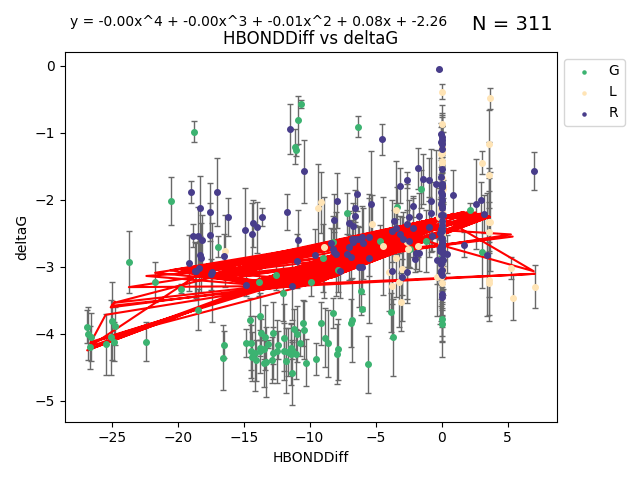 y = -0.00x^4 + -0.00x^3 + -0.01x^2 + 0.08x + -2.26
N = 311
HBONDDiff vs deltaG
0
−1
−2
−3
−4
−5
deltaG
−25
−20
−15
−10
−5
0
5
HBONDDiff
G
L
R